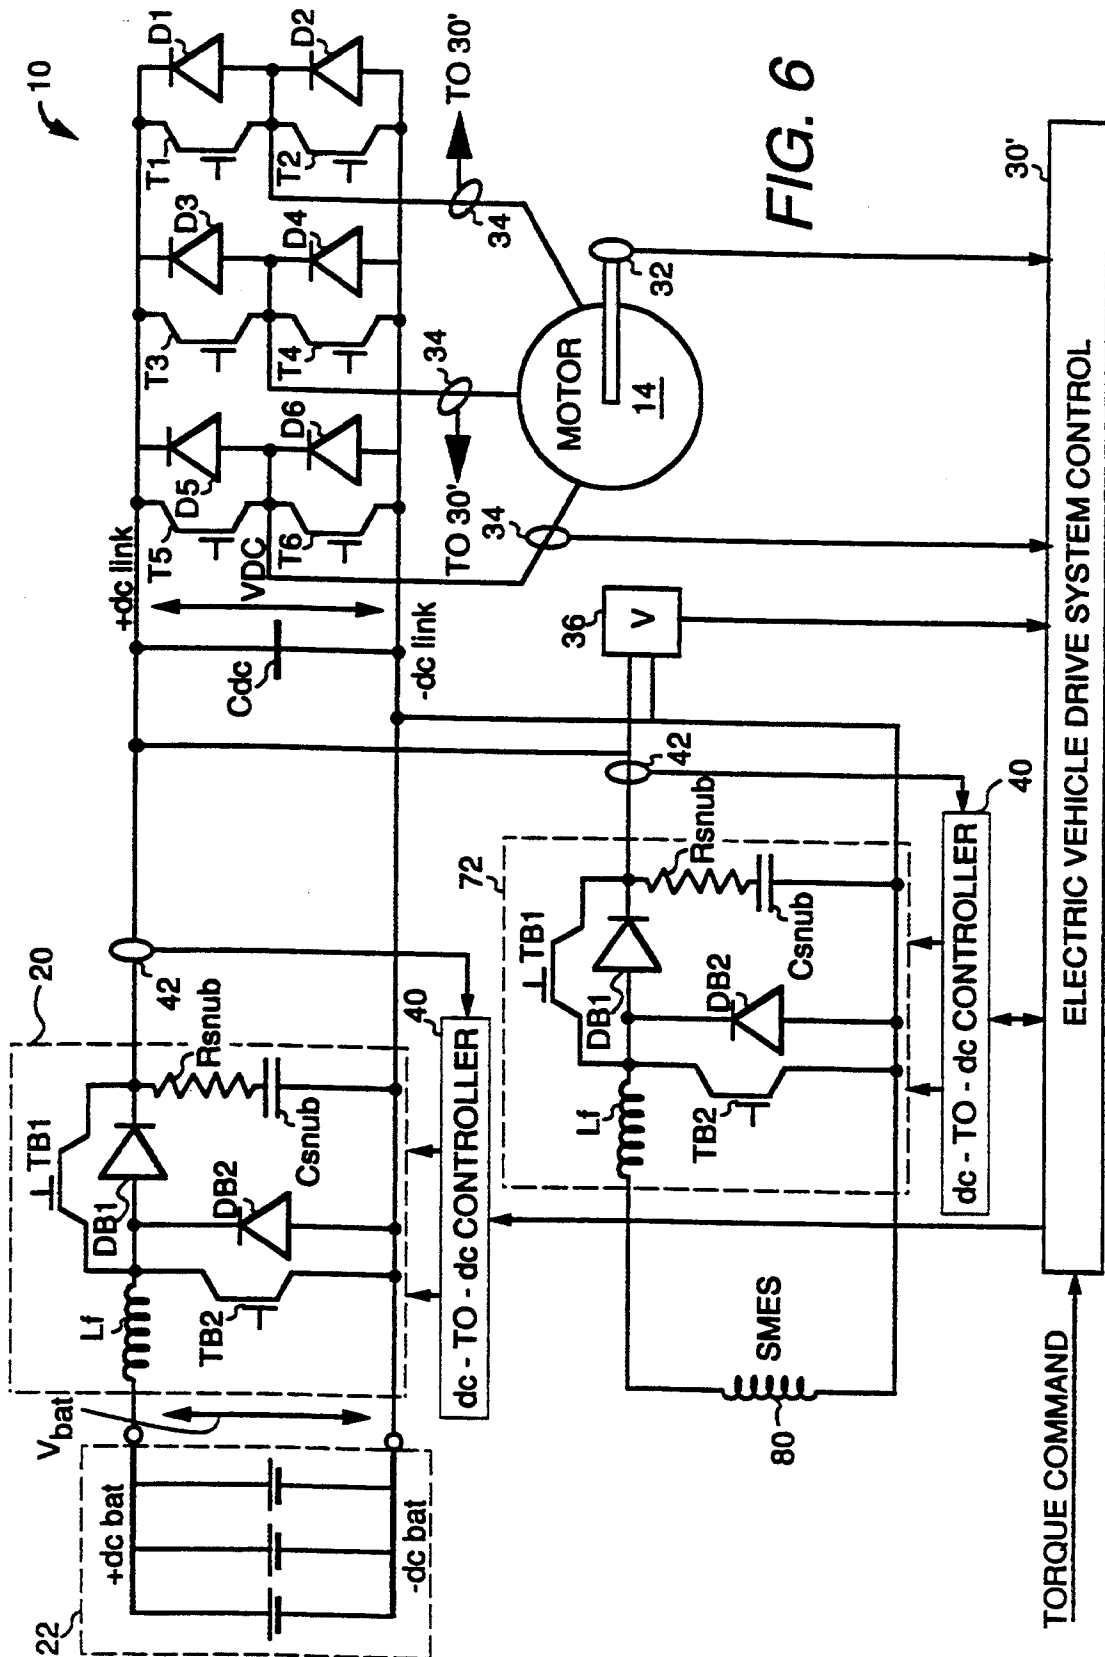 10
D1
D2
T1
T2
D3
D4
T3
T4
D5
D6
T5
T6
+dc link
VDC
Cdc
-dc link
TO 30'
34
TO 30'
34
34
MOTOR
14
32
FIG. 6
30'
36
V
20
TB1
DB1
DB2
TB2
Lf
Rsnub
Csnub
42
40
dc - TO - dc CONTROLLER
Vbat
22
+dc bat
-dc bat
72
TB1
DB1
DB2
TB2
Lf
Rsnub
Csnub
42
40
dc - TO - dc CONTROLLER
SMES
80
ELECTRIC VEHICLE DRIVE SYSTEM CONTROL
TORQUE COMMAND